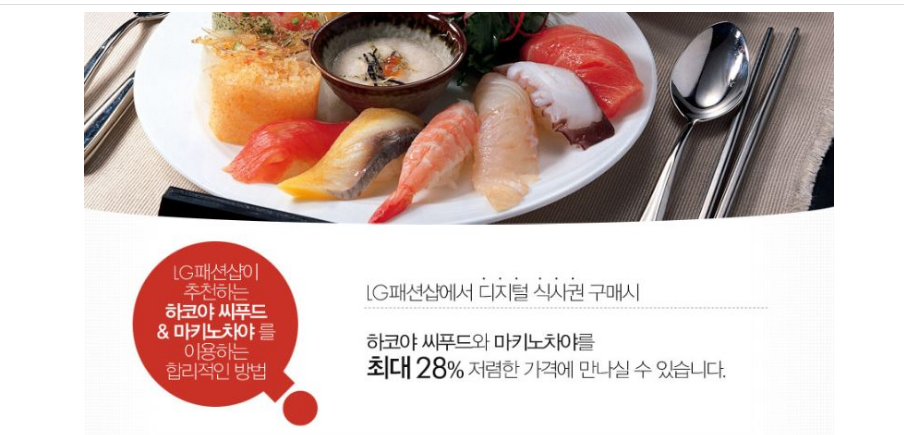 LG패션샵이
추천하는
하코야 씨푸드
& 마키노차야 를
이용하는
합리적인 방법
LG패션샵에서 디지털 식사권 구매시
하코야 씨푸드와 마키노차야를
최대 28% 저렴한 가격에 만나실 수 있습니다.